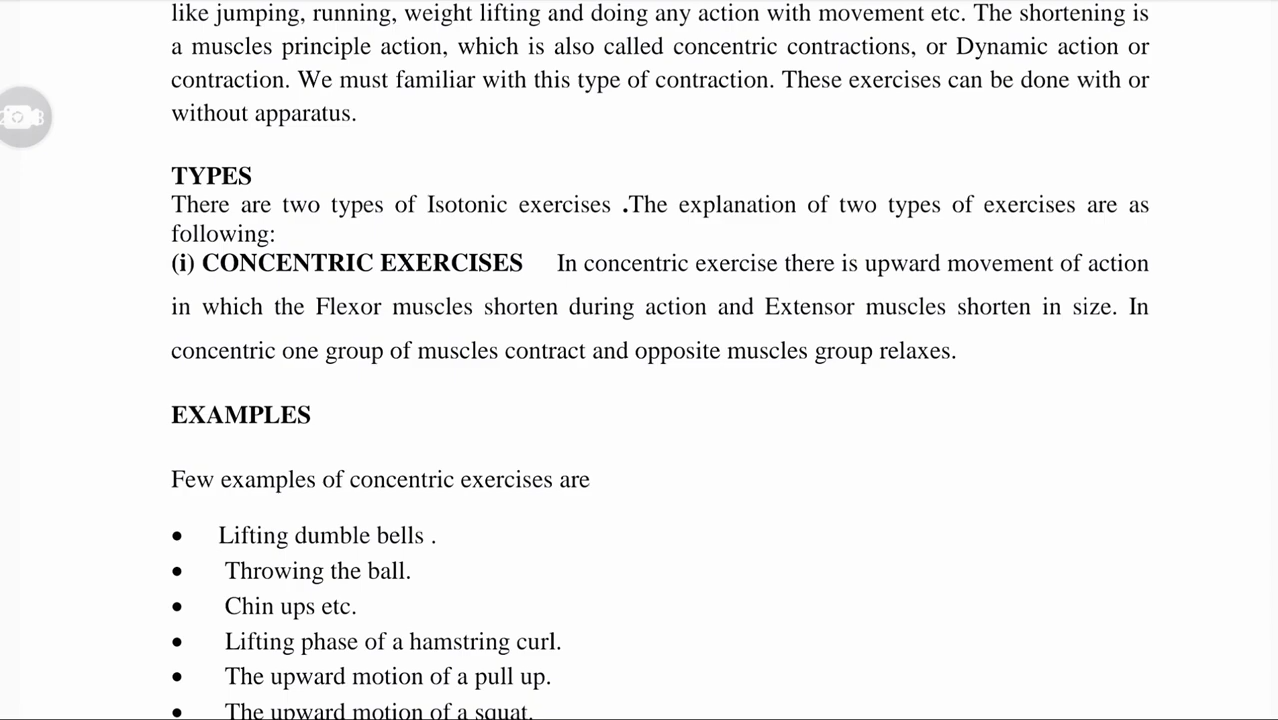 like jumping, running, weight lifting and doing any action with movement etc. The shortening is
a muscles principle action, which is also called concentric contractions, or Dynamic action or
contraction. We must familiar with this type of contraction. These exercises can be done with or
without apparatus.
TYPES
There are two types of Isotonic exercises .The explanation of two types of exercises are as
following:
(i) CONCENTRIC EXERCISES In concentric exercise there is upward movement of action
in which the Flexor muscles shorten during action and Extensor muscles shorten in size. In
concentric one group of muscles contract and opposite muscles group relaxes.
EXAMPLES
Few examples of concentric exercises are
• Lifting dumble bells .
• Throwing the ball.
• Chin ups etc.
• Lifting phase of a hamstring curl.
• The upward motion of a pull up.
• The upward motion of a squat.